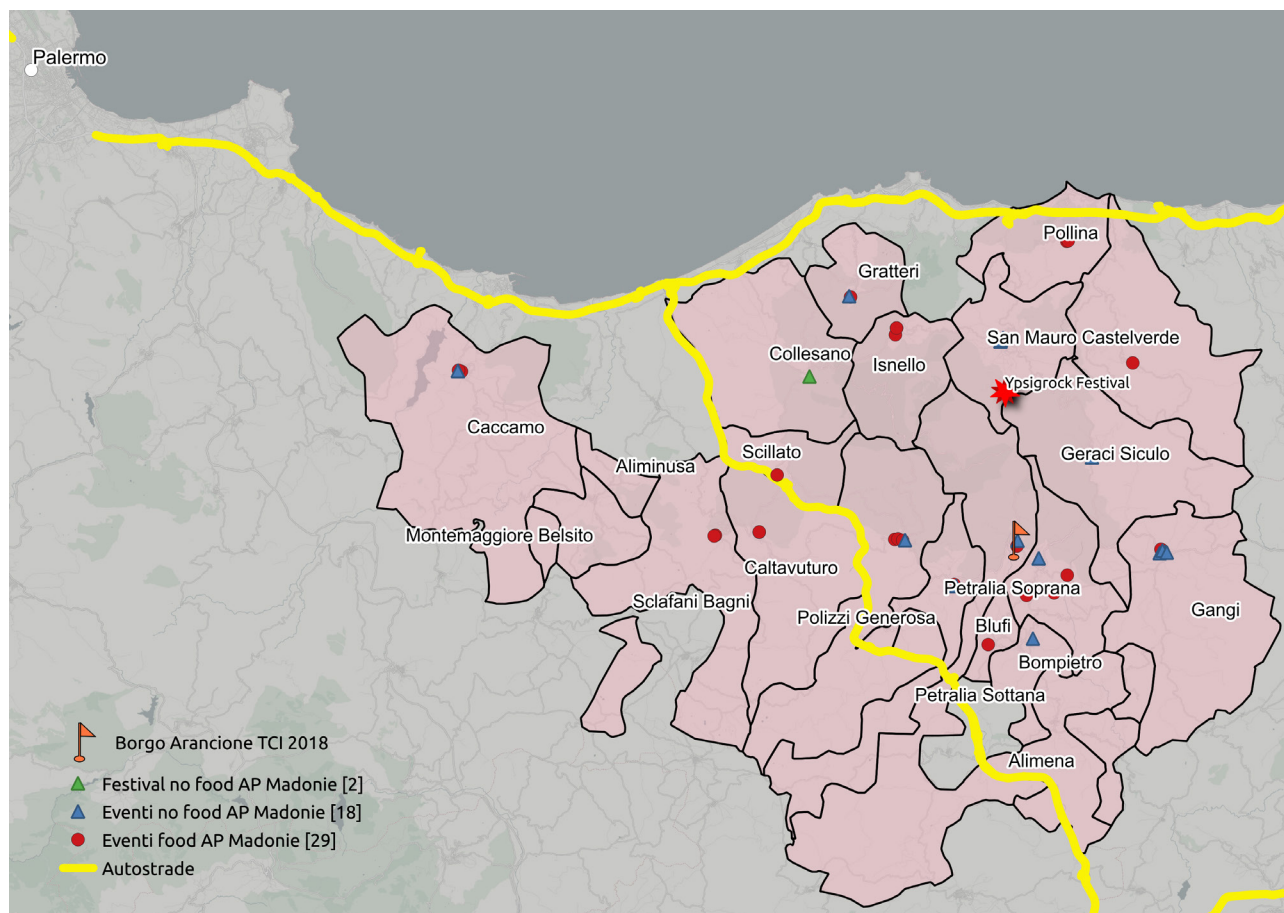 Palermo
Pollina
Gratteri
San Mauro Castelverde
Collesano
Isnello
Ypsigrock Festival
Caccamo
Scillato
Geraci Siculo
Aliminusa
Montemaggiore Belsito
Caltavuturo
Petralia Soprana
Sclafani Bagni
Gangi
Polizzi Generosa
Blufi
Bompietro
Petralia Sottana
Alimena
Borgo Arancione TCI 2018
Festival no food AP Madonie [2]
Eventi no food AP Madonie [18]
Eventi food AP Madonie [29]
Autostrade